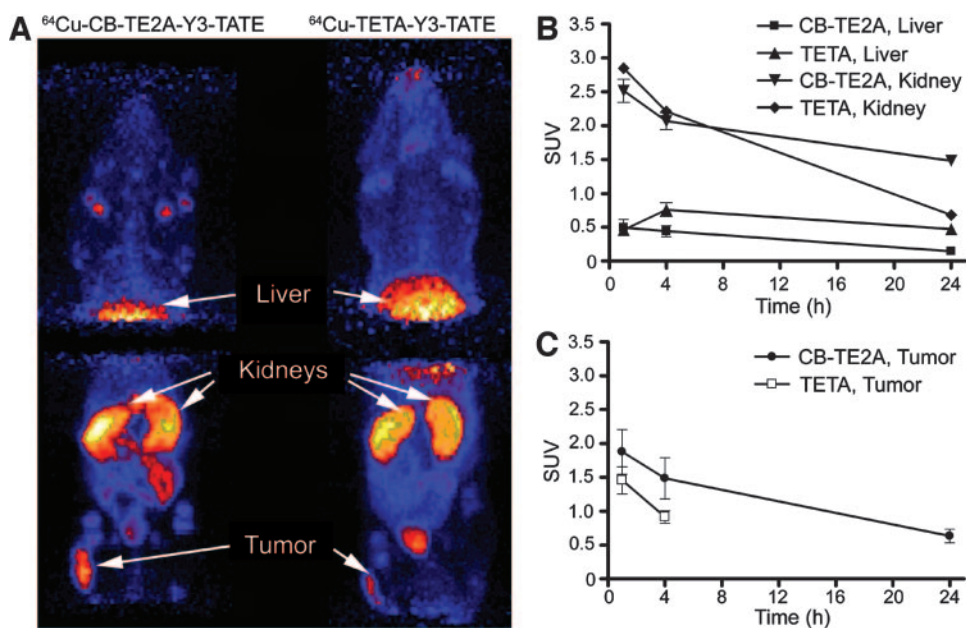 A
⁶⁴Cu-CB-TE2A-Y3-TATE
⁶⁴Cu-TETA-Y3-TATE
Liver
Kidneys
Tumor
B
CB-TE2A, Liver
TETA, Liver
CB-TE2A, Kidney
TETA, Kidney
SUV
3.5
3.0
2.5
2.0
1.5
1.0
0.5
0
0 4 8 12 16 20 24
Time (h)
C
CB-TE2A, Tumor
TETA, Tumor
SUV
3.5
3.0
2.5
2.0
1.5
1.0
0.5
0
0 4 8 12 16 20 24
Time (h)